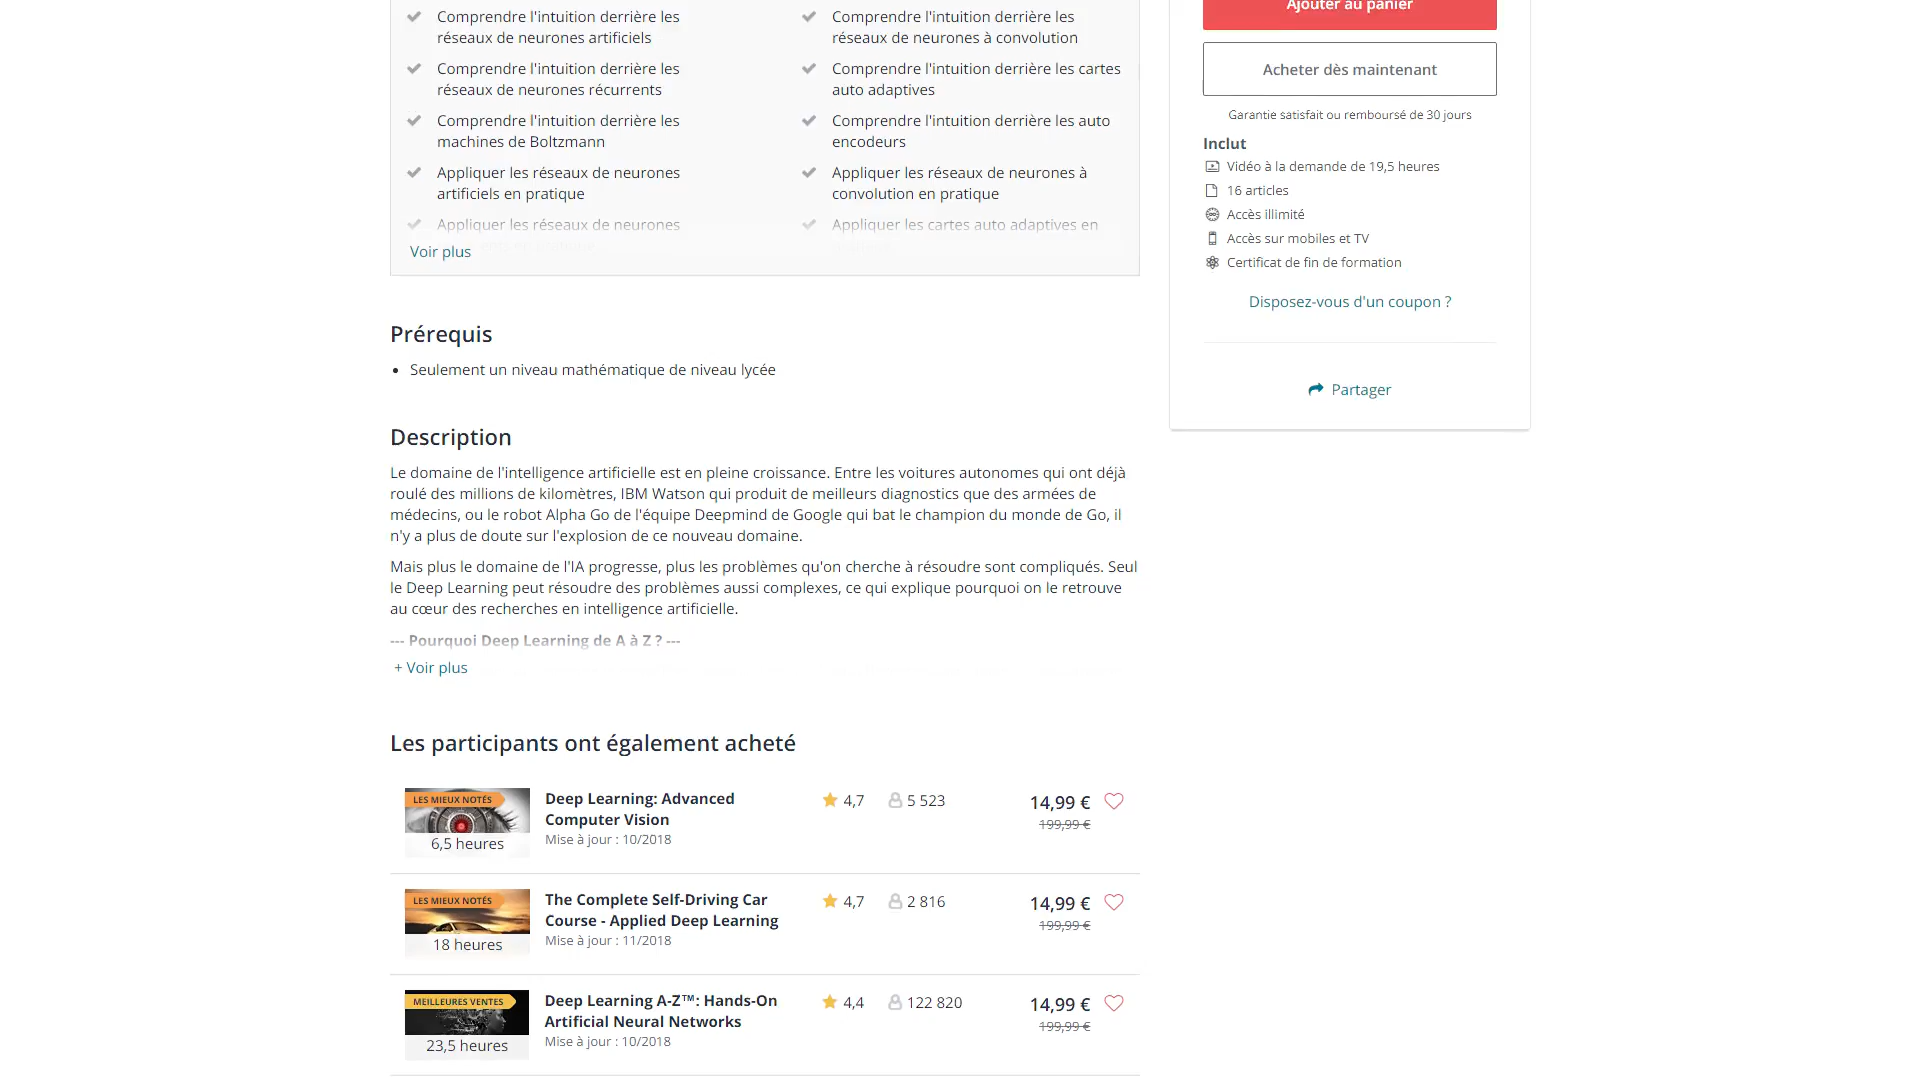 Comprendre l'intuition derrière les
réseaux de neurones artificiels
Comprendre l'intuition derrière les
réseaux de neurones à convolution
Comprendre l'intuition derrière les
réseaux de neurones récurrents
Comprendre l'intuition derrière les cartes
auto adaptives
Comprendre l'intuition derrière les
machines de Boltzmann
Comprendre l'intuition derrière les auto
encodeurs
Appliquer les réseaux de neurones
artificiels en pratique
Appliquer les réseaux de neurones à
convolution en pratique
Appliquer les réseaux de neurones
Appliquer les cartes auto adaptives en
Voir plus
Prérequis
Seulement un niveau mathématique de niveau lycée
Description
Le domaine de l'intelligence artificielle est en pleine croissance. Entre les voitures autonomes qui ont déjà
roulé des millions de kilomètres, IBM Watson qui produit de meilleurs diagnostics que des armées de
médecins, ou le robot Alpha Go de l'équipe Deepmind de Google qui bat le champion du monde de Go, il
n'y a plus de doute sur l'explosion de ce nouveau domaine.
Mais plus le domaine de l'IA progresse, plus les problèmes qu'on cherche à résoudre sont compliqués. Seul
le Deep Learning peut résoudre des problèmes aussi complexes, ce qui explique pourquoi on le retrouve
au cœur des recherches en intelligence artificielle.
--- Pourquoi Deep Learning de A à Z ? ---
+ Voir plus
Les participants ont également acheté
LES MIEUX NOTÉS
6,5 heures
Deep Learning: Advanced
Computer Vision
Mise à jour : 10/2018
4,7
5 523
14,99 €
199,99 €
LES MIEUX NOTÉS
18 heures
The Complete Self-Driving Car
Course - Applied Deep Learning
Mise à jour : 11/2018
4,7
2 816
14,99 €
199,99 €
MEILLEURES VENTES
23,5 heures
Deep Learning A-Z™: Hands-On
Artificial Neural Networks
Mise à jour : 10/2018
4,4
122 820
14,99 €
199,99 €
Ajouter au panier
Acheter dès maintenant
Garantie satisfait ou remboursé de 30 jours
Inclut
Vidéo à la demande de 19,5 heures
16 articles
Accès illimité
Accès sur mobiles et TV
Certificat de fin de formation
Disposez-vous d'un coupon ?
Partager